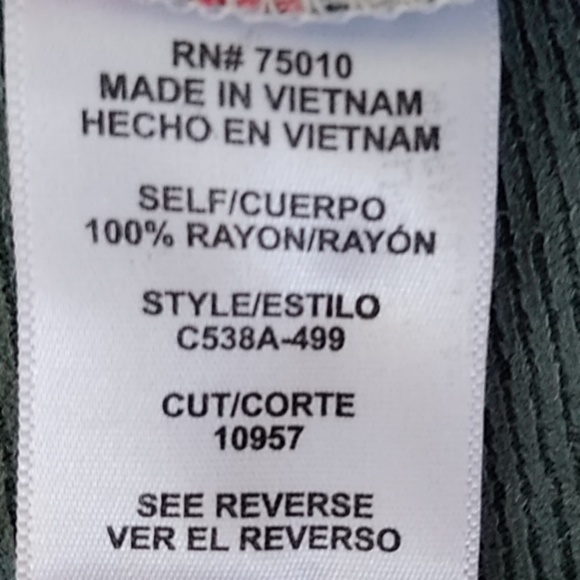 RN# 75010
MADE IN VIETNAM
HECHO EN VIETNAM
SELF/CUERPO
100% RAYON/RAYÓN
STYLE/ESTILO
C538A-499
CUT/CORTE
10957
SEE REVERSE
VER EL REVERSO